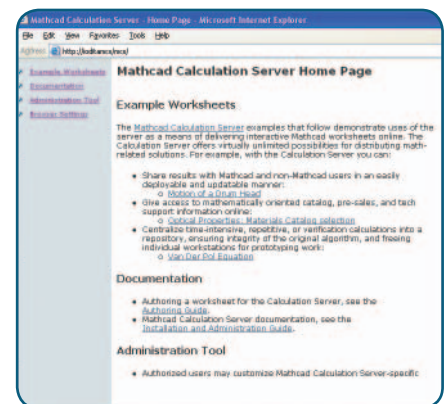 Mathcad Calculation Server - Home Page - Microsoft Internet Explorer
File Edit View Favorites Tools Help
Address
Example Worksheets
Documentation
Administration Tool
Browser Settings
Mathcad Calculation Server Home Page
Example Worksheets
The Mathcad Calculation Server examples that follow demonstrate uses of the
server as a means of delivering interactive Mathcad worksheets online. The
Calculation Server offers virtually unlimited possibilities for distributing math-
related solutions. For example, with the Calculation Server you can:
Share results with Mathcad and non-Mathcad users in an easily
deployable and updatable manner:
Motion of a Drum Head
Give access to mathematically oriented catalog, pre-sales, and tech
support information online:
Optical Properties: Materials Catalog selection
Centralize time-intensive, repetitive, or verification calculations into a
repository, ensuring integrity of the original algorithm, and freeing
individual workstations for prototyping work:
Van Der Pol Equation
Documentation
Authoring a worksheet for the Calculation Server, see the
Authoring Guide.
Mathcad Calculation Server documentation, see the
Installation and Administration Guide.
Administration Tool
Authorized users may customize Mathcad Calculation Server-specific